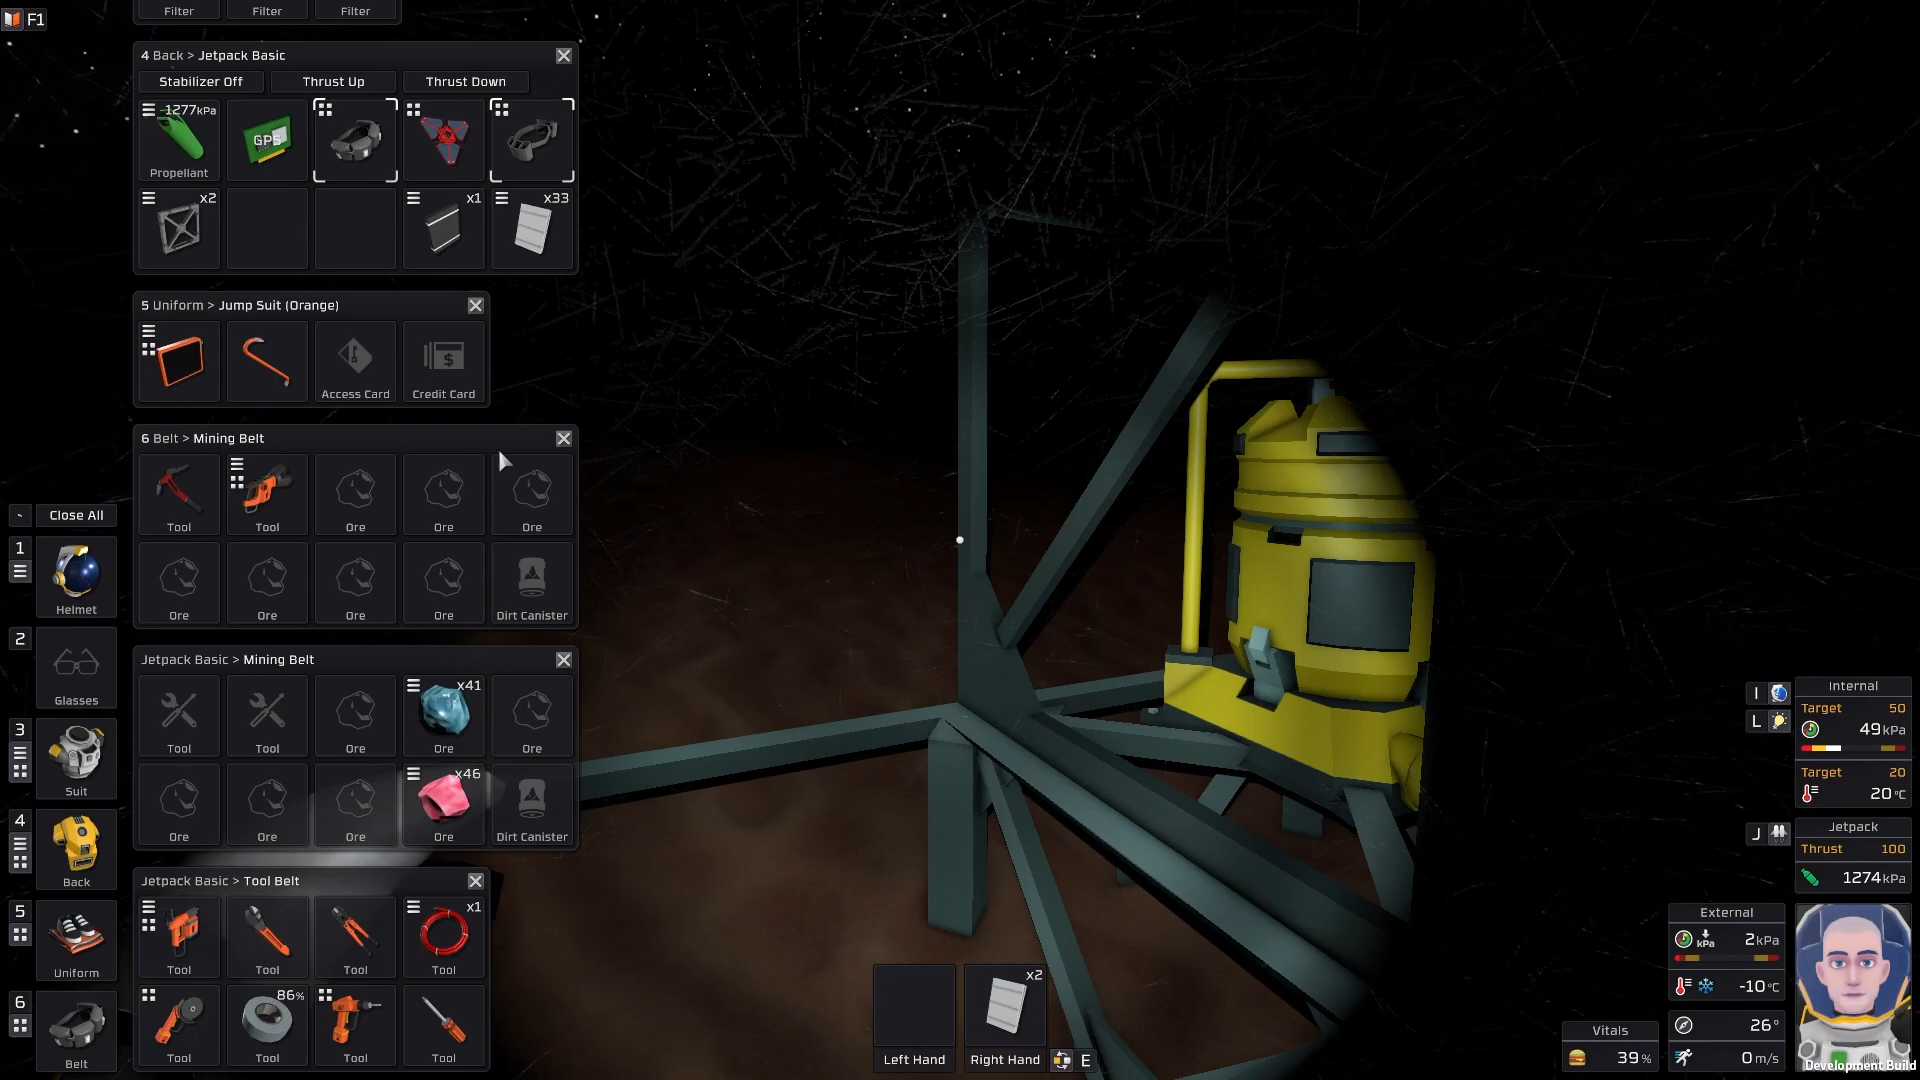 F1
Filter Filter Filter
4 Back > Jetpack Basic
Stabilizer Off Thrust Up Thrust Down
1277kPa
GPS
Propellant
x2 x1 x33
5 Uniform > Jump Suit (Orange)
Access Card Credit Card
6 Belt > Mining Belt
Tool Tool Ore Ore Ore
Ore Ore Ore Ore Dirt Canister
Jetpack Basic > Mining Belt
x41
Tool Tool Ore Ore Ore
x46
Ore Ore Ore Ore Dirt Canister
Jetpack Basic > Tool Belt
x1
Tool Tool Tool Tool
86%
Tool Tool Tool Tool
~ Close All
1
Helmet
2
Glasses
3
Suit
4
Back
5
Uniform
6
Belt
x2
Left Hand Right Hand E
I Internal
Target 50
L 49kPa
Target 20
20°C
J Jetpack
Thrust 100
1274kPa
External
kPa 2kPa
-10°C
26°
0m/s
Vitals
39%
Development Build